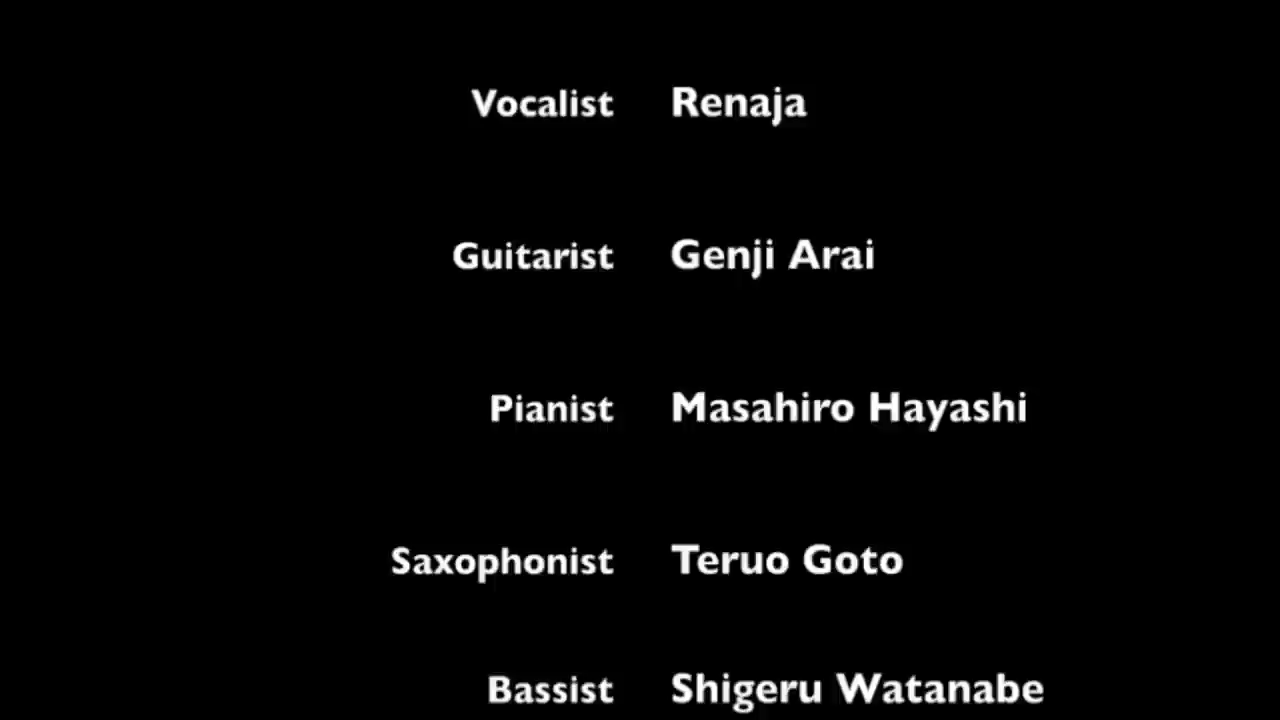 Vocalist Renaja
Guitarist Genji Arai
Pianist Masahiro Hayashi
Saxophonist Teruo Goto
Bassist Shigeru Watanabe